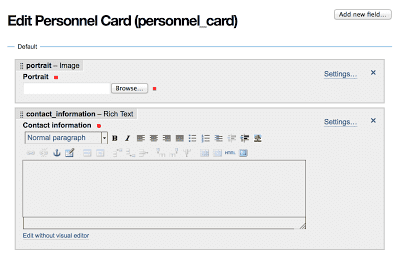 Edit Personnel Card (personnel_card)
Add new field...
Default
portrait – Image
Portrait
Settings...
Browse...
contact_information – Rich Text
Contact information
Settings...
Normal paragraph
B I
HTML
Edit without visual editor